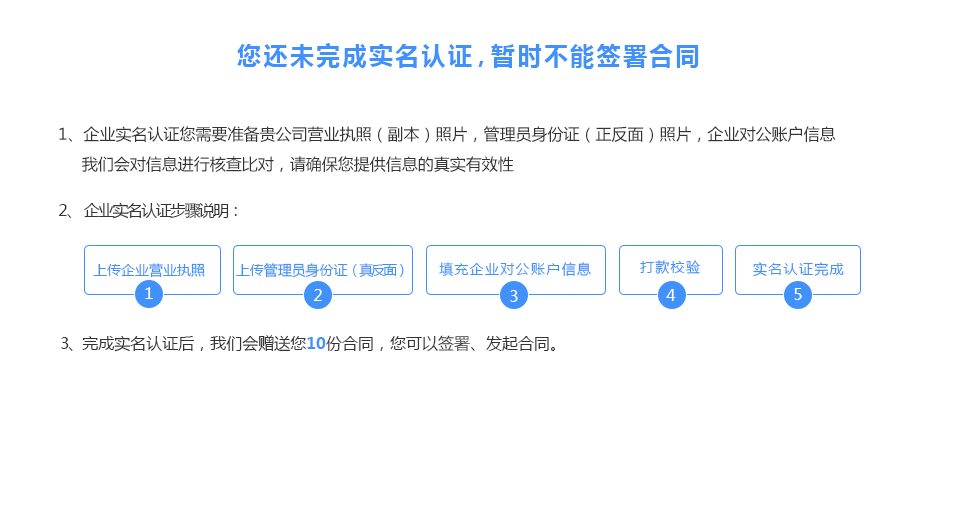 您还未完成实名认证,暂时不能签署合同
1、企业实名认证您需要准备贵公司营业执照（副本）照片，管理员身份证（正反面）照片，企业对公账户信息
我们会对信息进行核查比对，请确保您提供信息的真实有效性
2、企业实名认证步骤说明：
上传企业营业执照 上传管理员身份证（真反面） 填充企业对公账户信息 打款校验 实名认证完成
1 2 3 4 5
3、完成实名认证后，我们会赠送您10份合同，您可以签署、发起合同。